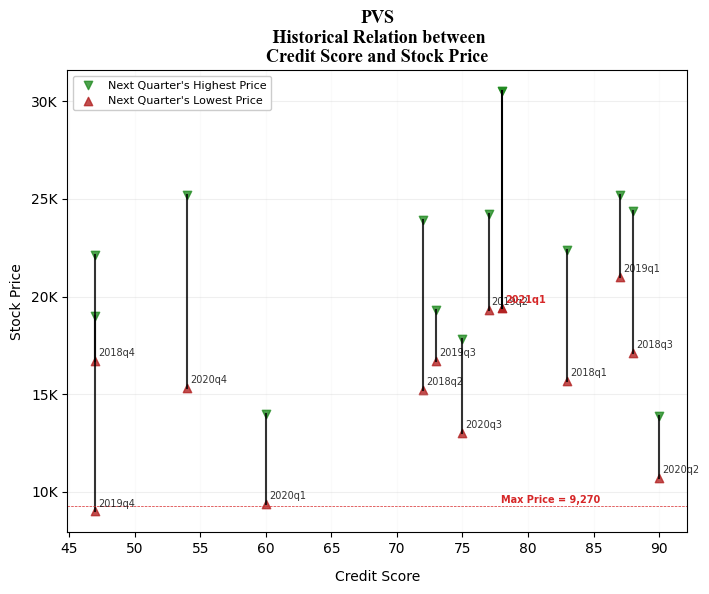 PVS
Historical Relation between
Credit Score and Stock Price
Next Quarter's Highest Price
Next Quarter's Lowest Price
30K
25K
20K
15K
10K
Stock Price
2019q1
2021q1
2019q2
2018q4
2019q3
2018q3
2020q4
2018q2
2018q1
2020q3
2020q2
2020q1
2019q4
Max Price = 9,270
45 50 55 60 65 70 75 80 85 90
Credit Score